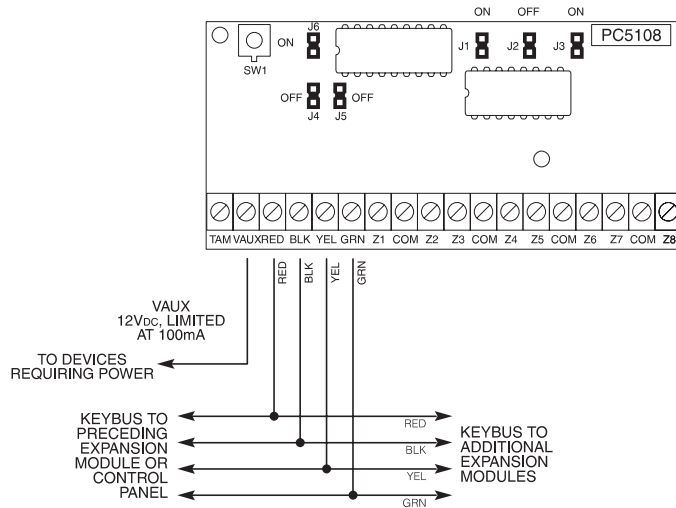 ON OFF ON
J6
ON
SW1
J1 J2 J3
PC5108
OFF OFF
J4 J5
TAM VAUX RED BLK YEL GRN Z1 COM Z2 Z3 COM Z4 Z5 COM Z6 Z7 COM Z8
RED
BLK
YEL
GRN
VAUX
12VDC, LIMITED
AT 100mA
TO DEVICES
REQUIRING POWER
KEYBUS TO
PRECEDING
EXPANSION
MODULE OR
CONTROL
PANEL
RED
BLK
YEL
GRN
KEYBUS TO
ADDITIONAL
EXPANSION
MODULES